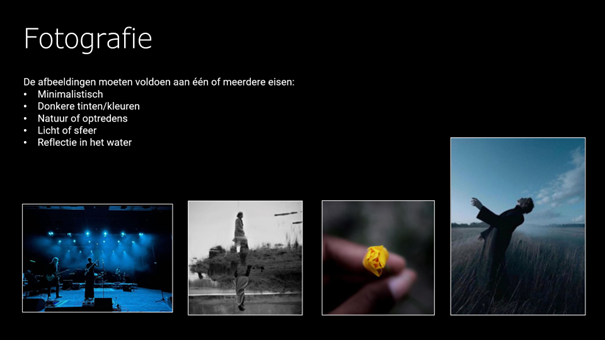 Fotografie
De afbeeldingen moeten voldoen aan één of meerdere eisen:
• Minimalistisch
• Donkere tinten/kleuren
• Natuur of optredens
• Licht of sfeer
• Reflectie in het water